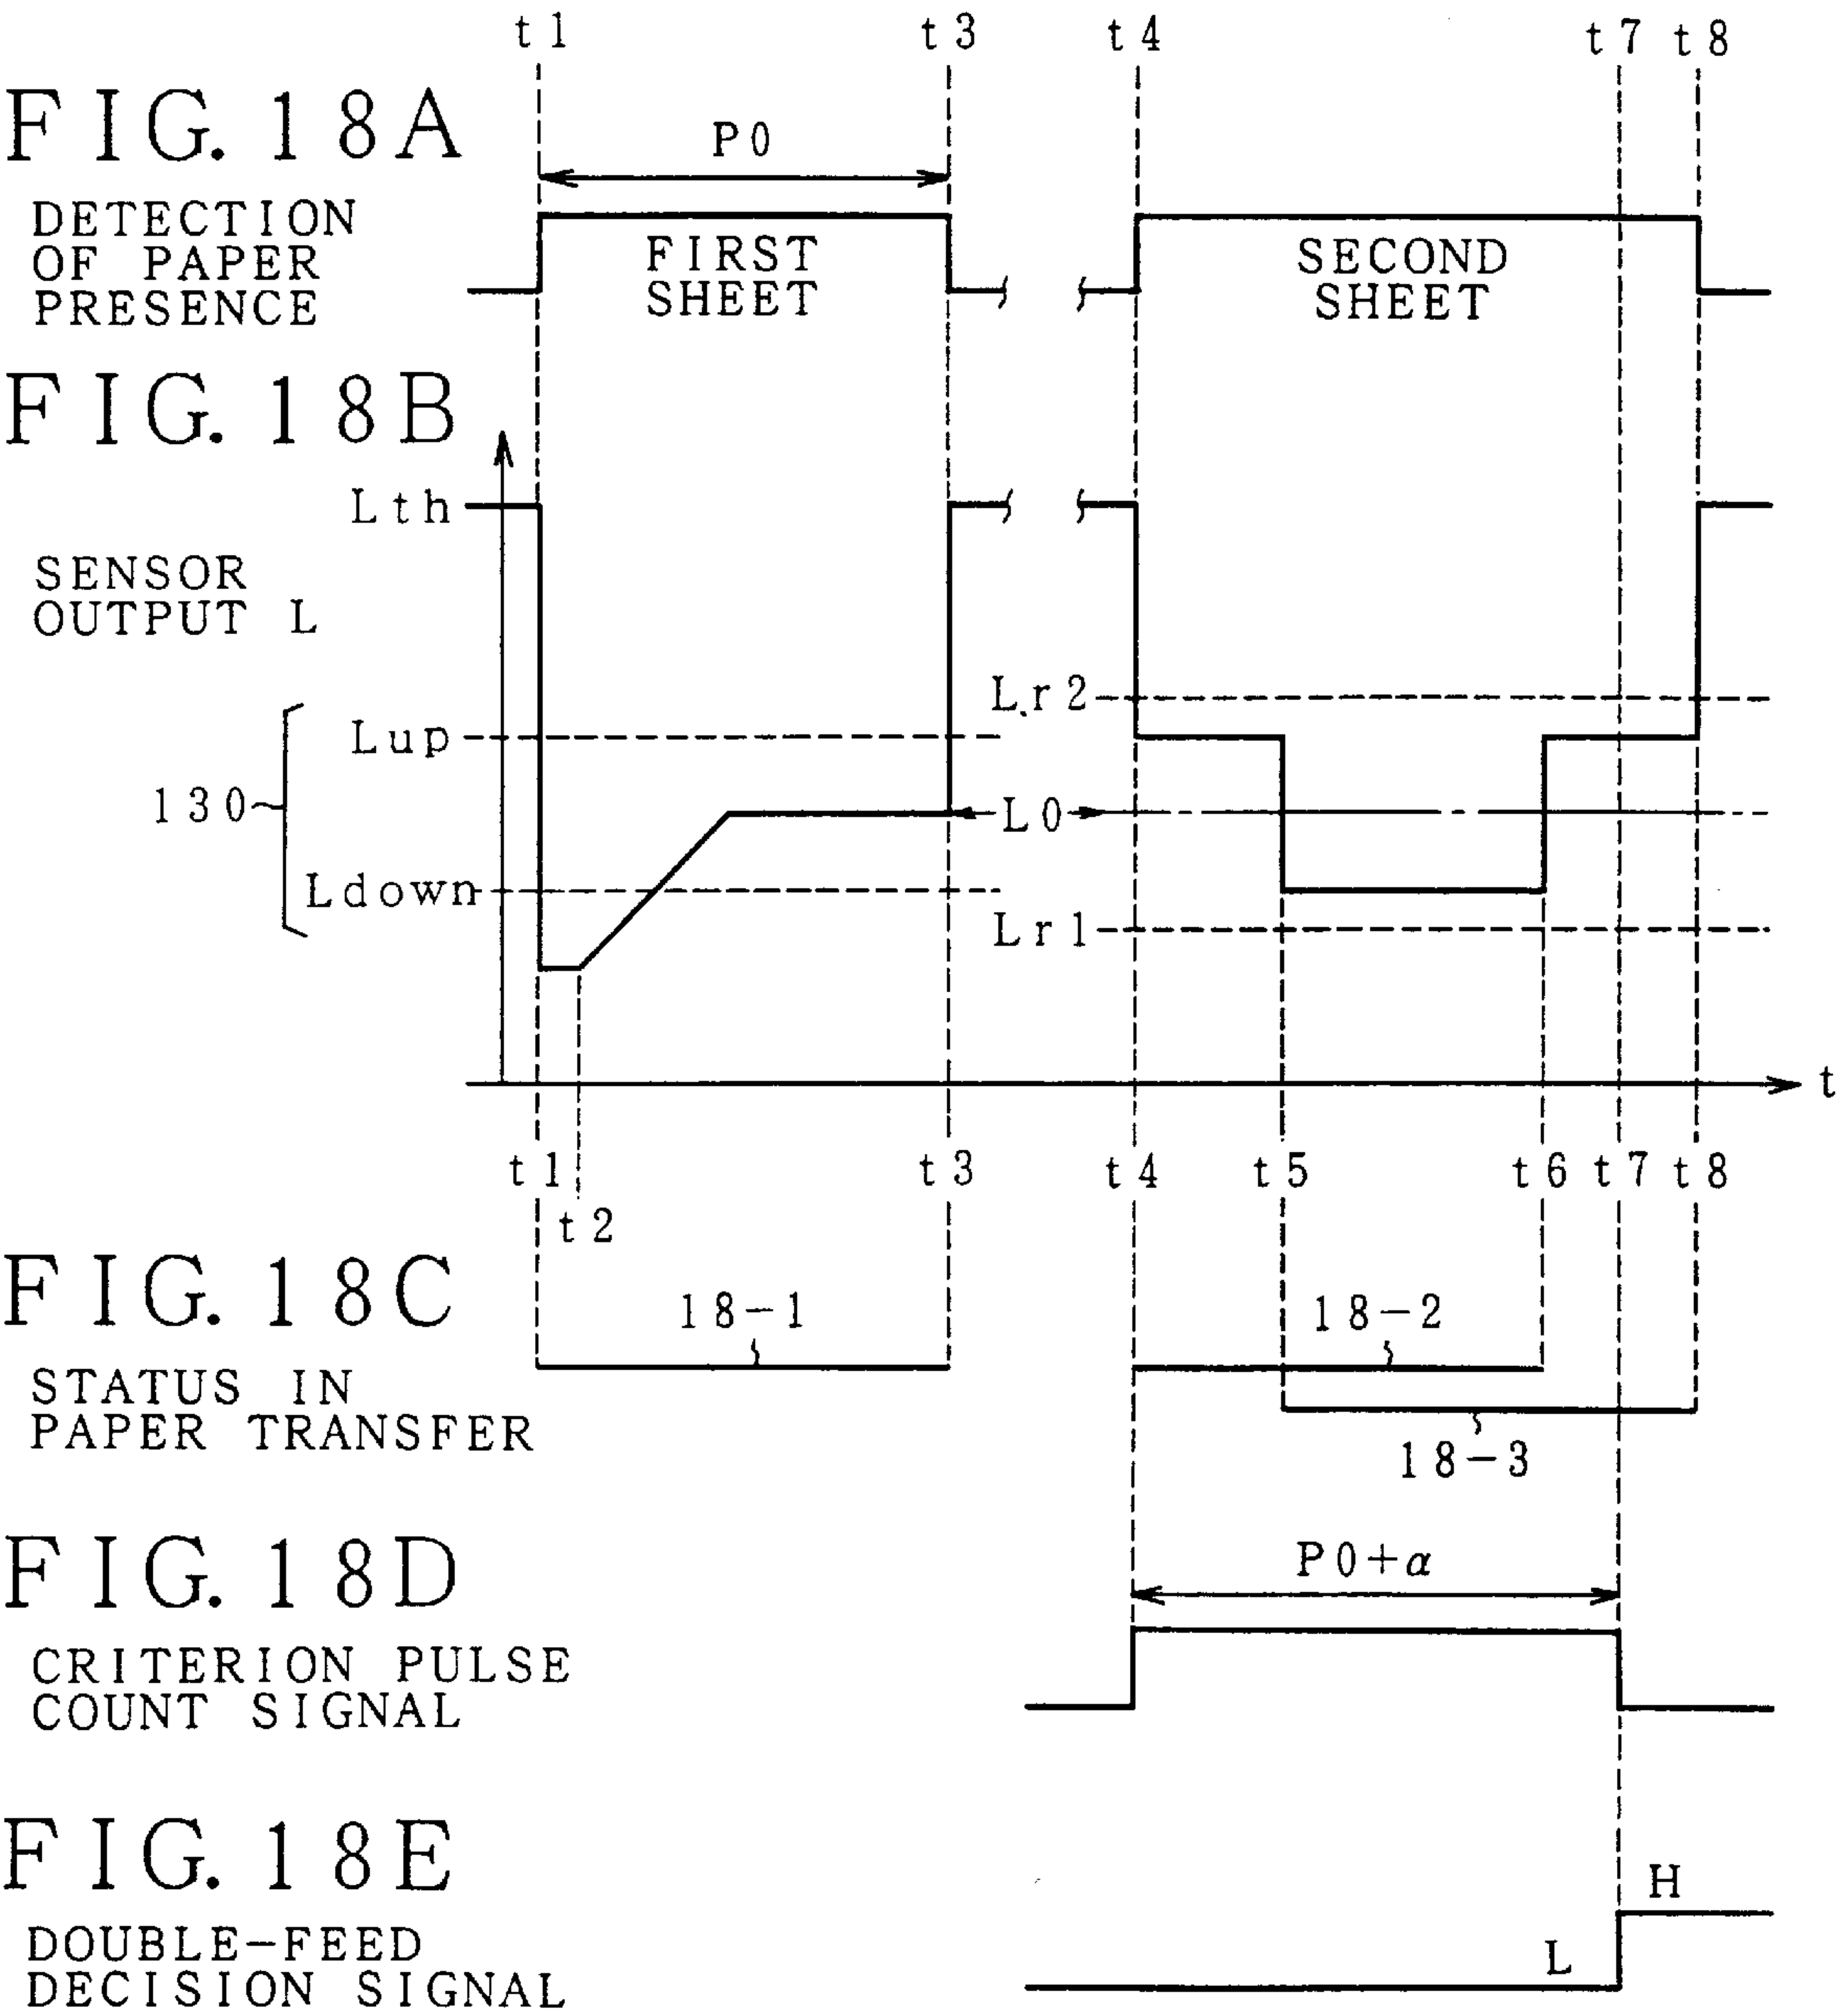 t1 t3 t4 t7 t8
FIG. 18A
P0
DETECTION
OF PAPER
PRESENCE
FIRST
SHEET
SECOND
SHEET
FIG. 18B
Lth
SENSOR
OUTPUT L
Lr2
Lup
130
L0
Ldown
Lr1
t
t1 t3 t4 t5 t6 t7 t8
t2
FIG. 18C
18-1
18-2
STATUS IN
PAPER TRANSFER
18-3
FIG. 18D
P0+α
CRITERION PULSE
COUNT SIGNAL
FIG. 18E
H
DOUBLE-FEED
DECISION SIGNAL
L